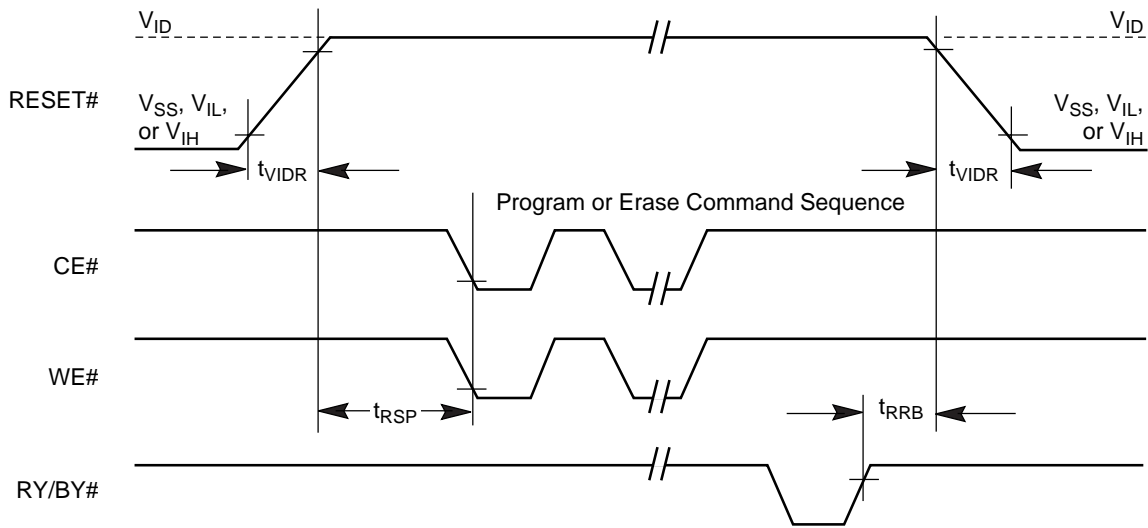 VID
VID
RESET#
VSS, VIL,
or VIH
VSS, VIL,
or VIH
tVIDR
tVIDR
Program or Erase Command Sequence
CE#
WE#
tRSP
tRRB
RY/BY#